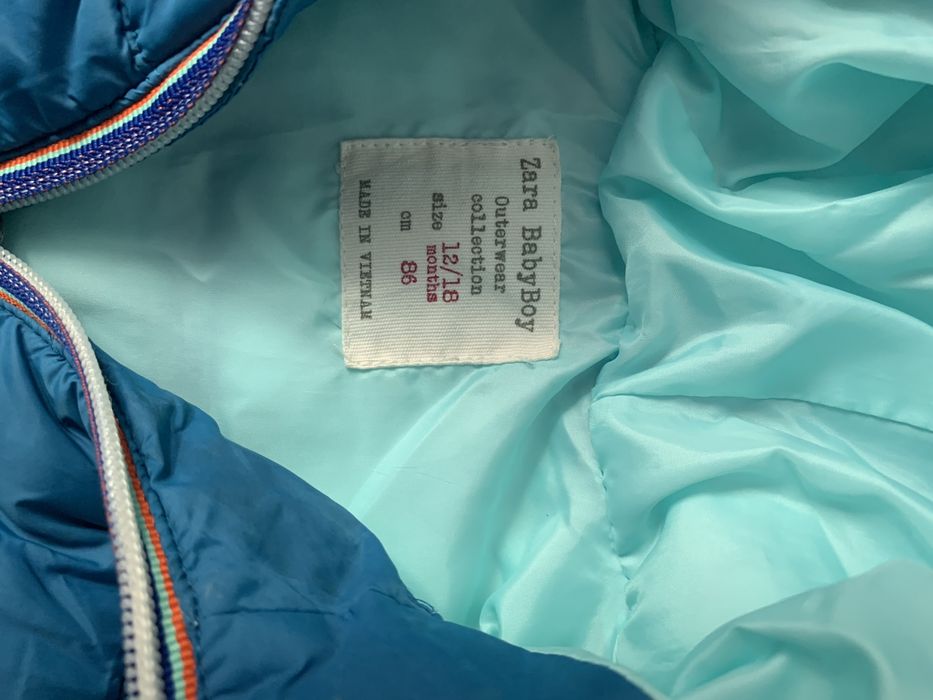 Zara BabyBoy
Outerwear
collection
size 12/18
months
cm 86
MADE IN VIETNAM